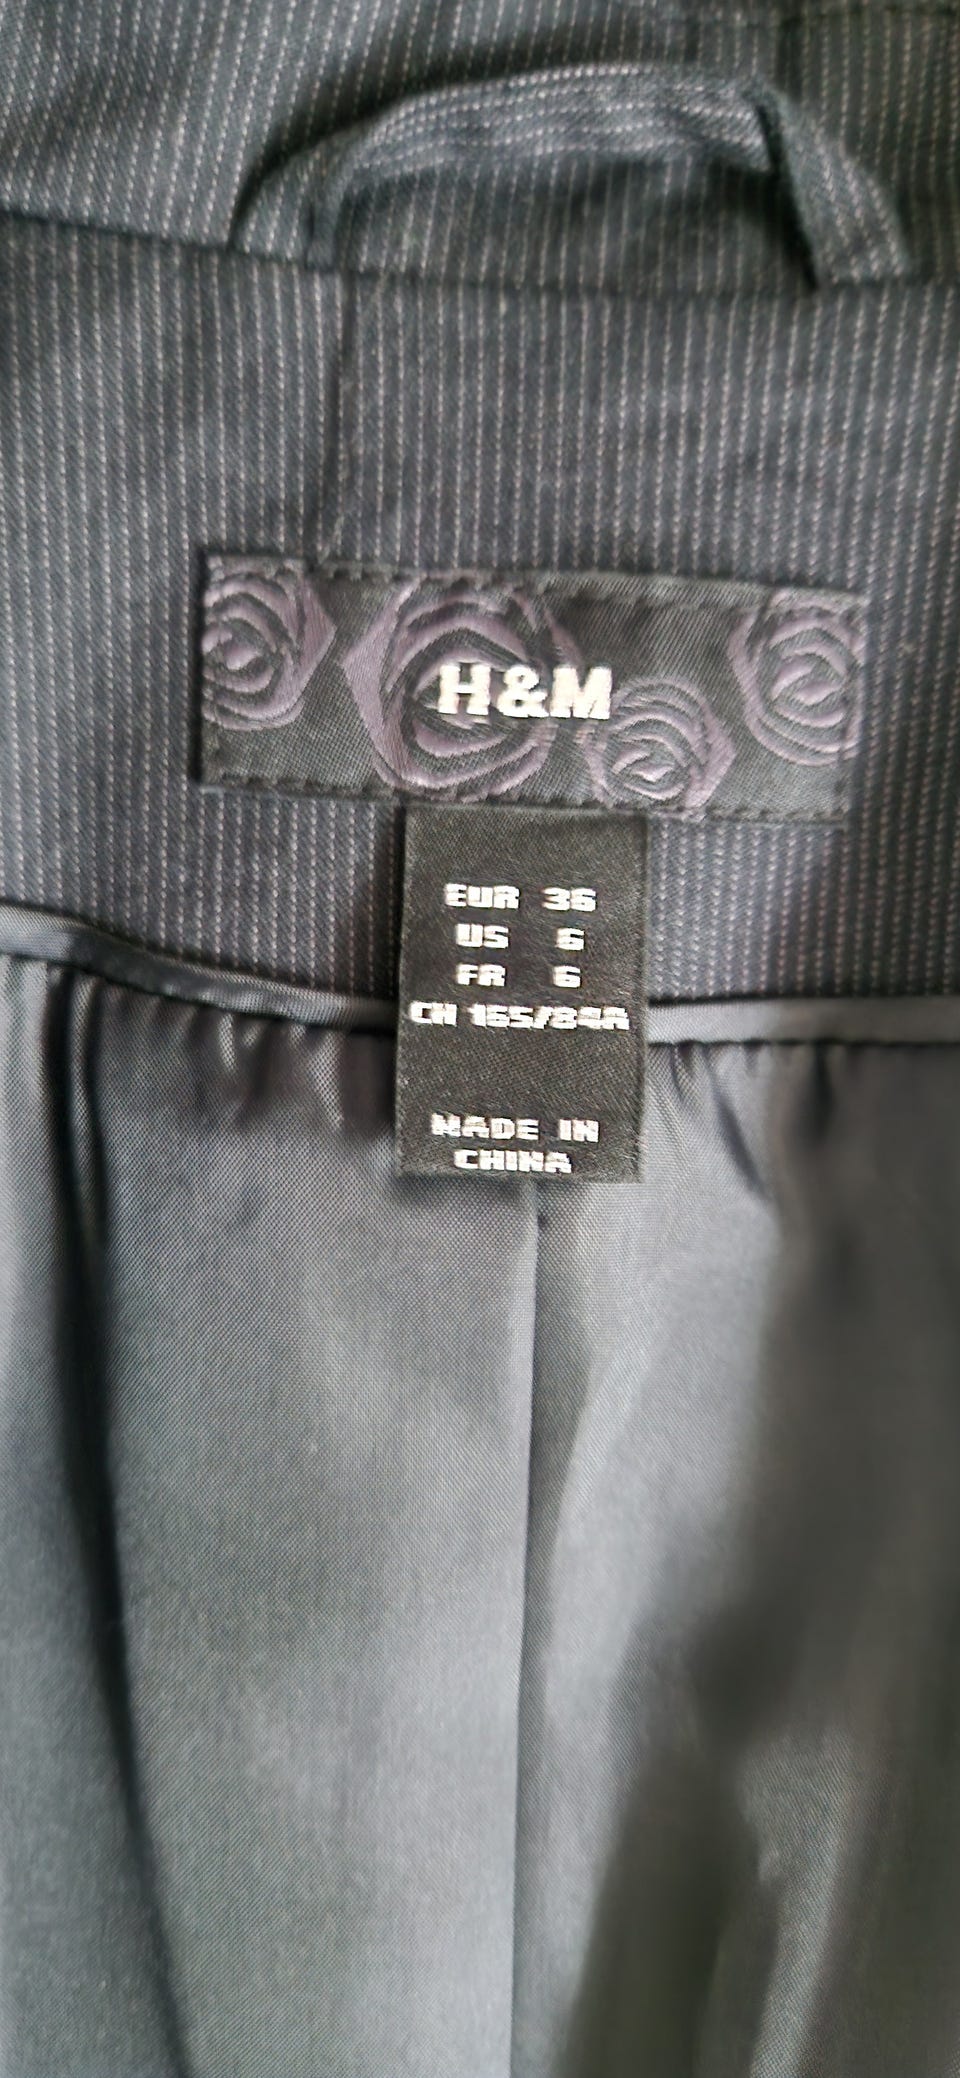 H&M
EUR 36
US 6
FR 6
CH 165/84A
MADE IN
CHINA